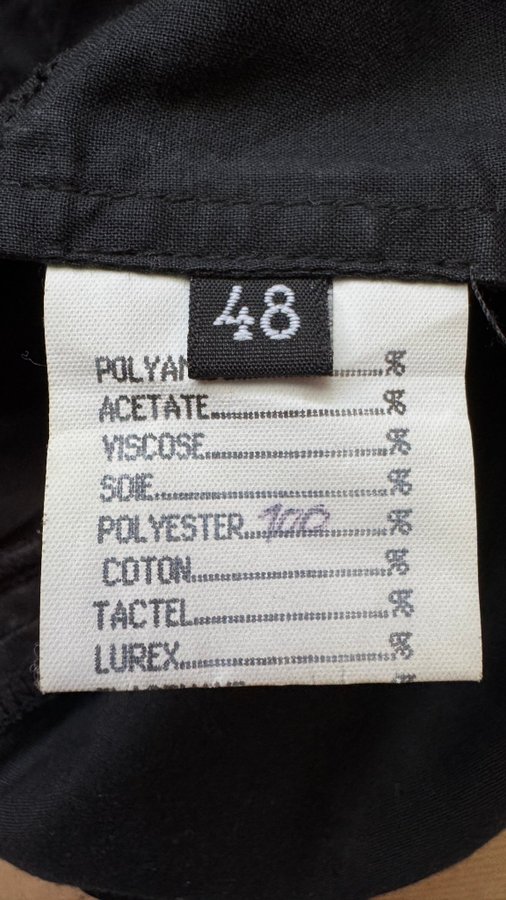 48
POLYAM..........%
ACETATE..........%
VISCOSE..........%
SOIE..........%
POLYESTER..100..........%
COTON..........%
TACTEL..........%
LUREX..........%